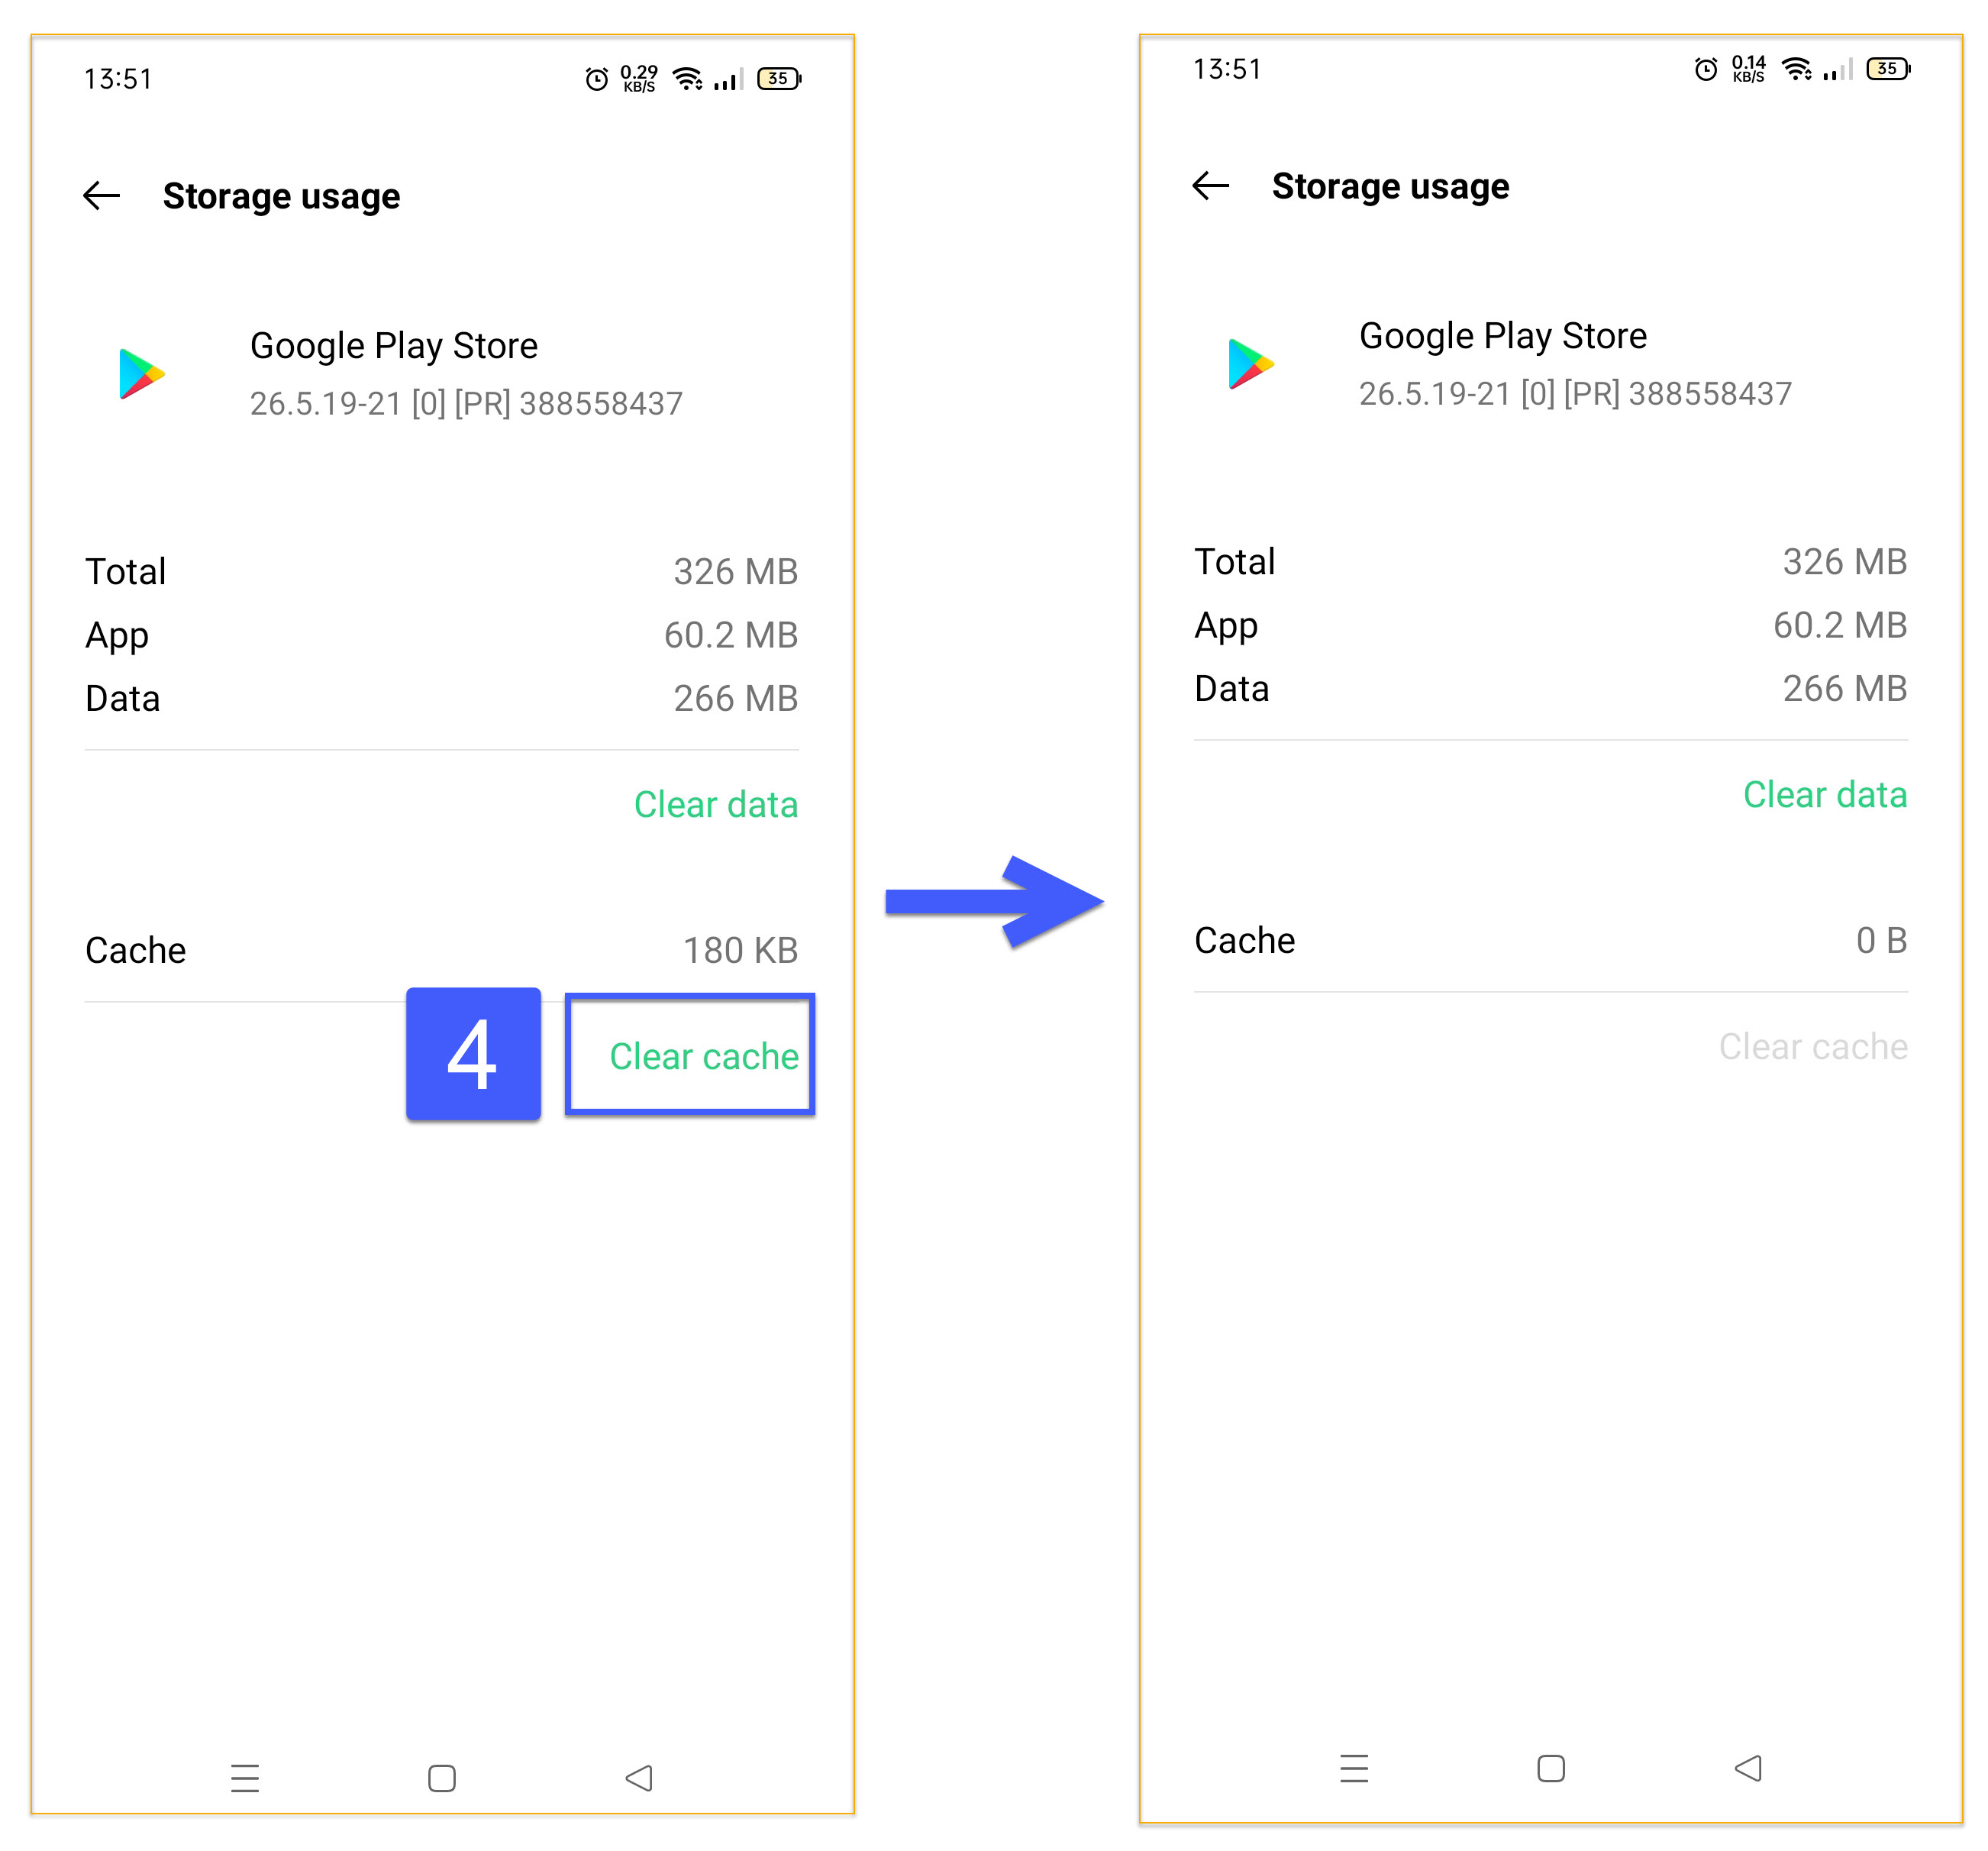 13:51
0.29
KB/S
35
Storage usage
Google Play Store
26.5.19-21 [0] [PR] 388558437
Total 326 MB
App 60.2 MB
Data 266 MB
Clear data
Cache 180 KB
4 Clear cache
13:51
0.14
KB/S
35
Storage usage
Google Play Store
26.5.19-21 [0] [PR] 388558437
Total 326 MB
App 60.2 MB
Data 266 MB
Clear data
Cache 0 B
Clear cache